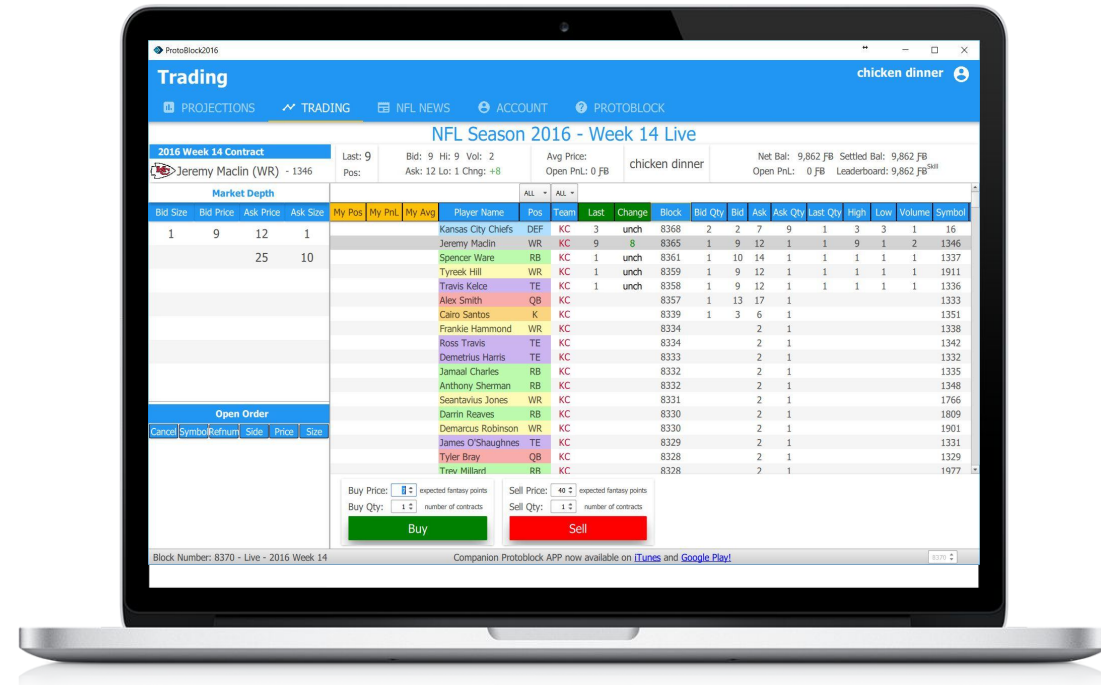 ProtoBlock2016
Trading
chicken dinner
PROJECTIONS TRADING NFL NEWS ACCOUNT PROTOBLOCK
NFL Season 2016 - Week 14 Live
2016 Week 14 Contract
Jeremy Maclin (WR) - 1346
Last: 9 Bid: 9 Hi: 9 Vol: 2 Avg Price: chicken dinner Net Bal: 9,862 ƑB Settled Bal: 9,862 ƑB
Pos: Ask: 12 Lo: 1 Chng: +8 Open PnL: 0 ƑB Open PnL: 0 ƑB Leaderboard: 9,862 ƑB Skill
Market Depth
Bid Size Bid Price Ask Price Ask Size
1 9 12 1
25 10
ALL ALL
My Pos My PnL My Avg Player Name Pos Team Last Change Block Bid Qty Bid Ask Ask Qty Last Qty High Low Volume Symbol
Kansas City Chiefs DEF KC 3 unch 8368 2 2 7 9 1 3 3 1 16
Jeremy Maclin WR KC 9 8 8365 1 9 12 1 1 9 1 2 1346
Spencer Ware RB KC 1 unch 8361 1 10 14 1 1 1 1 1 1337
Tyreek Hill WR KC 1 unch 8359 1 9 12 1 1 1 1 1 1911
Travis Kelce TE KC 1 unch 8358 1 9 12 1 1 1 1 1 1336
Alex Smith QB KC 8357 1 13 17 1 1333
Cairo Santos K KC 8339 1 3 6 1 1351
Frankie Hammond WR KC 8334 2 1 1338
Ross Travis TE KC 8334 2 1 1342
Demetrius Harris TE KC 8333 2 1 1332
Jamaal Charles RB KC 8332 2 1 1335
Anthony Sherman RB KC 8332 2 1 1348
Seantavius Jones WR KC 8331 2 1 1766
Darrin Reaves RB KC 8330 2 1 1809
Demarcus Robinson WR KC 8330 2 1 1901
James O'Shaughnes TE KC 8329 2 1 1331
Tyler Bray QB KC 8328 2 1 1329
Trey Millard RB KC 8328 2 1 1977
Open Order
Cancel Symbol Refnum Side Price Size
Buy Price: expected fantasy points
Buy Qty: 1 number of contracts
Buy
Sell Price: 40 expected fantasy points
Sell Qty: 1 number of contracts
Sell
Block Number: 8370 - Live - 2016 Week 14
Companion Protoblock APP now available on iTunes and Google Play!
8370